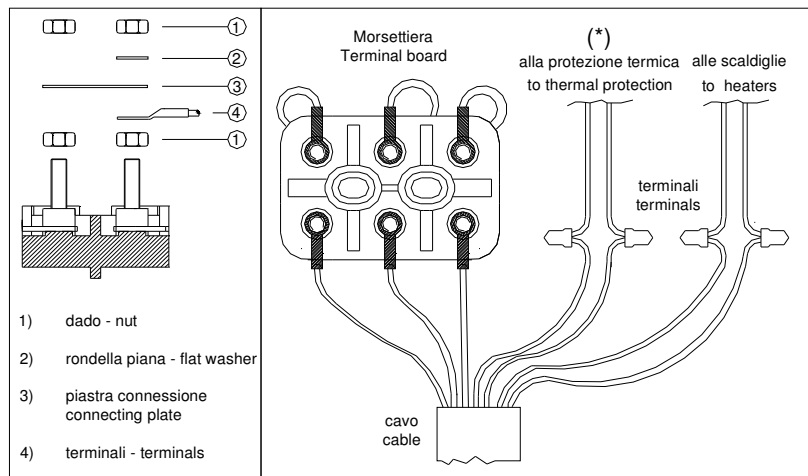 1
2
3
4
1
1) dado - nut
2) rondella piana - flat washer
3) piastra connessione
connecting plate
4) terminali - terminals
Morsettiera
Terminal board
(*)
alla protezione termica
to thermal protection
alle scaldiglie
to heaters
terminali
terminals
cavo
cable